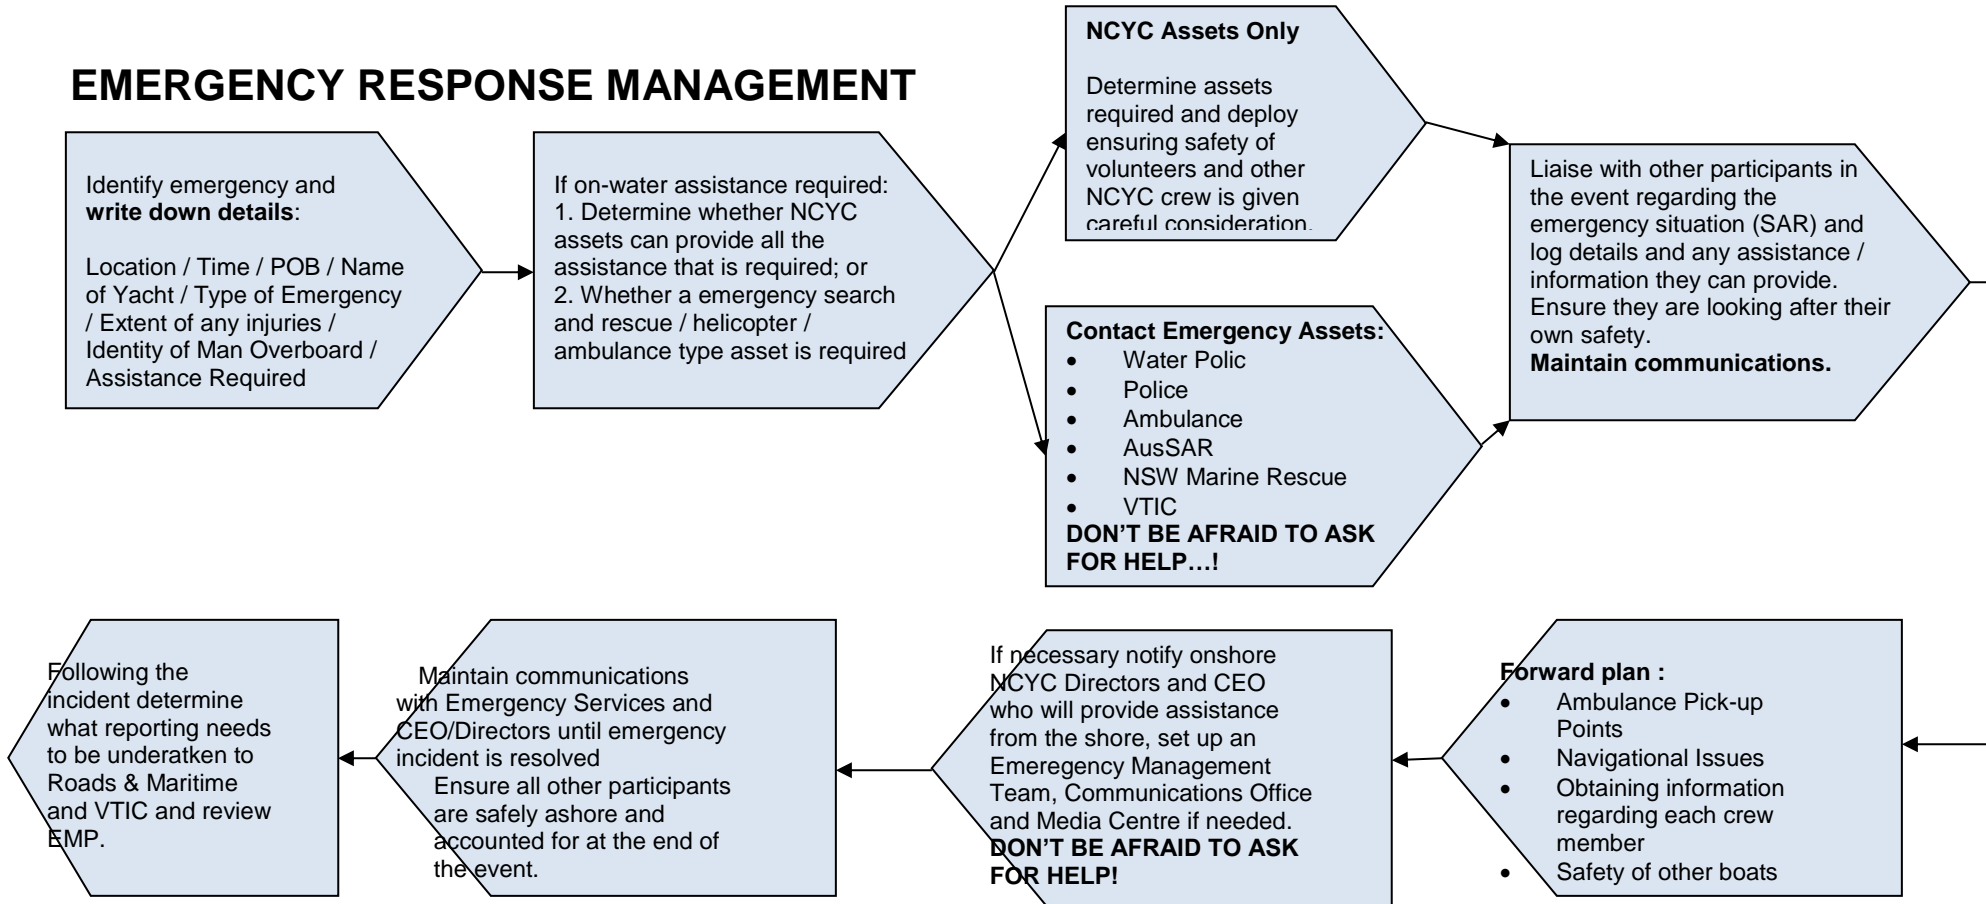 EMERGENCY RESPONSE MANAGEMENT
Identify emergency and
write down details:
Location / Time / POB / Name
of Yacht / Type of Emergency
/ Extent of any injuries /
Identity of Man Overboard /
Assistance Required
If on-water assistance required:
1. Determine whether NCYC
assets can provide all the
assistance that is required; or
2. Whether a emergency search
and rescue / helicopter /
ambulance type asset is required
NCYC Assets Only
Determine assets
required and deploy
ensuring safety of
volunteers and other
NCYC crew is given
careful consideration.
Contact Emergency Assets:
• Water Polic
• Police
• Ambulance
• AusSAR
• NSW Marine Rescue
• VTIC
DON'T BE AFRAID TO ASK
FOR HELP…!
Liaise with other participants in
the event regarding the
emergency situation (SAR) and
log details and any assistance /
information they can provide.
Ensure they are looking after their
own safety.
Maintain communications.
Forward plan :
• Ambulance Pick-up
Points
• Navigational Issues
• Obtaining information
regarding each crew
member
• Safety of other boats
If necessary notify onshore
NCYC Directors and CEO
who will provide assistance
from the shore, set up an
Emeregency Management
Team, Communications Office
and Media Centre if needed.
DON'T BE AFRAID TO ASK
FOR HELP!
Maintain communications
with Emergency Services and
CEO/Directors until emergency
incident is resolved
Ensure all other participants
are safely ashore and
accounted for at the end of
the event.
Following the
incident determine
what reporting needs
to be underatken to
Roads & Maritime
and VTIC and review
EMP.